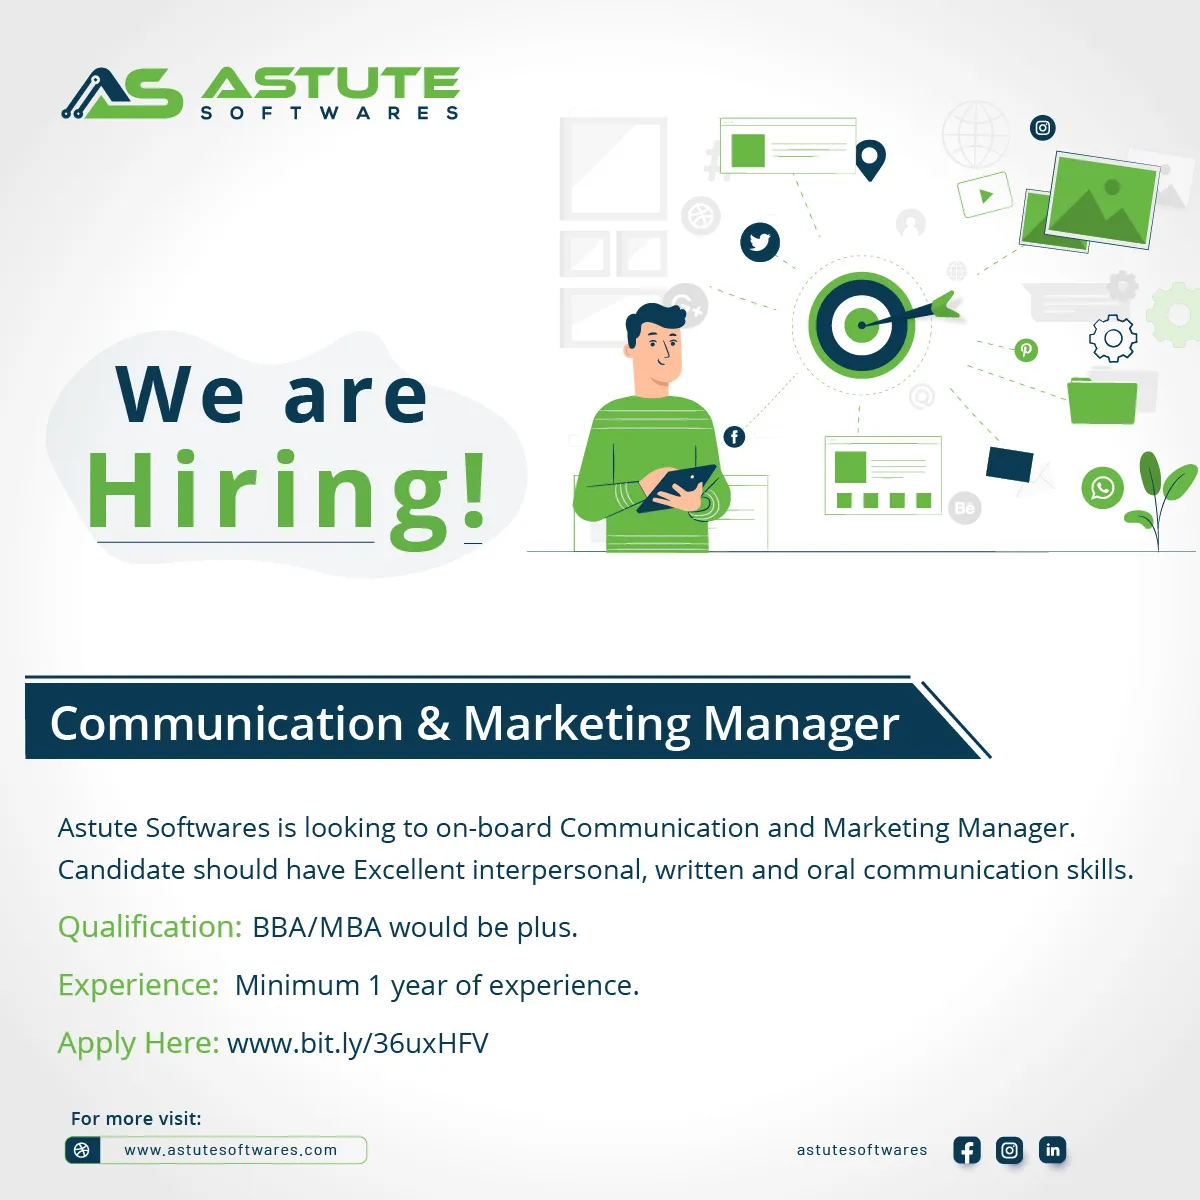 ASTUTE
SOFTWARES
We are
Hiring!
Communication & Marketing Manager
Astute Softwares is looking to on-board Communication and Marketing Manager.
Candidate should have Excellent interpersonal, written and oral communication skills.
Qualification: BBA/MBA would be plus.
Experience: Minimum 1 year of experience.
Apply Here: www.bit.ly/36uxHFV
For more visit:
www.astutesoftwares.com
astutesoftwares